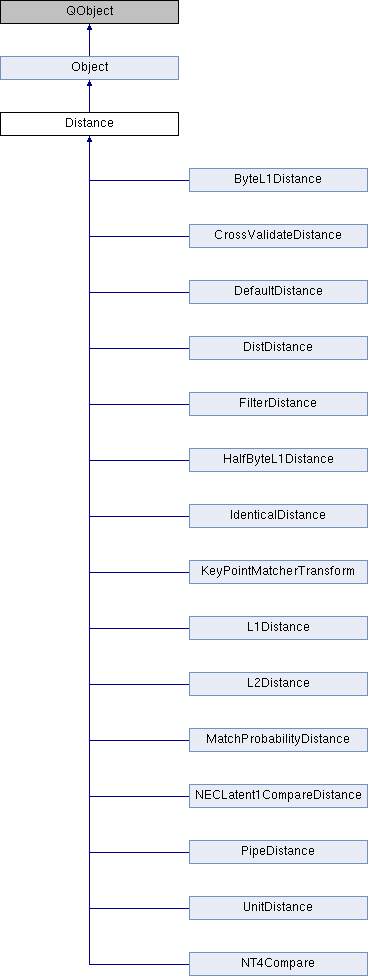 QObject
Object
Distance
ByteL1Distance
CrossValidateDistance
DefaultDistance
DistDistance
FilterDistance
HalfByteL1Distance
IdenticalDistance
KeyPointMatcherTransform
L1Distance
L2Distance
MatchProbabilityDistance
NECLatent1CompareDistance
PipeDistance
UnitDistance
NT4Compare